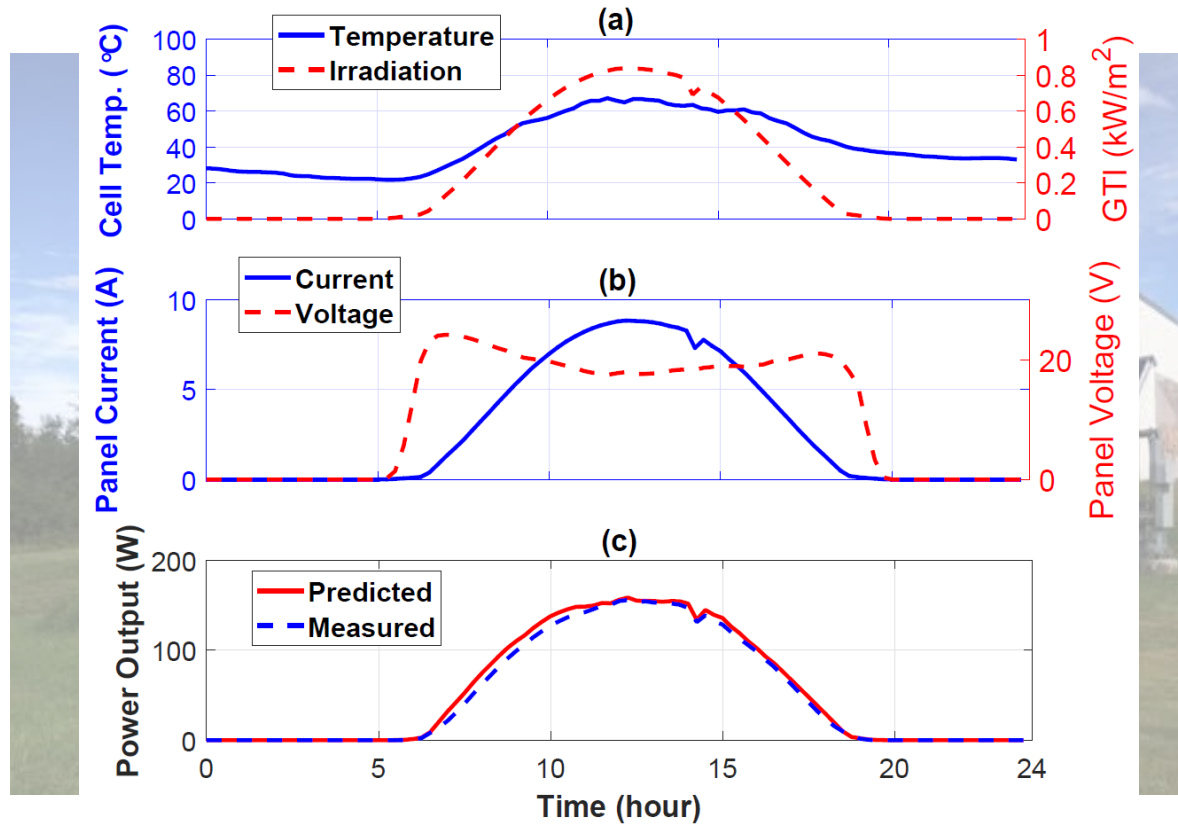 (a)
Temperature
Irradiation
Cell Temp. (°C)
100
80
60
40
20
0
1
0.8
0.6
0.4
0.2
0
GTI (kW/m²)
(b)
Current
Voltage
Panel Current (A)
10
5
0
20
0
Panel Voltage (V)
(c)
Predicted
Measured
Power Output (W)
200
100
0
0 5 10 15 20 24
Time (hour)